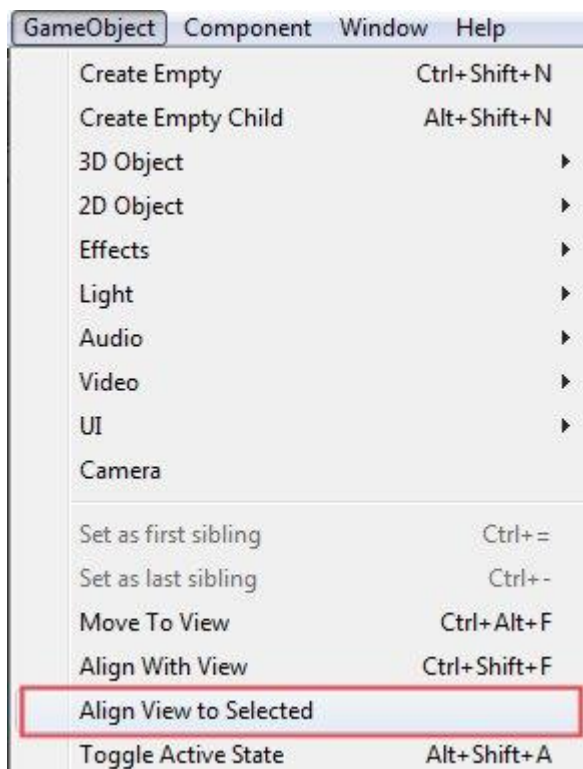 GameObject Component Window Help
Create Empty Ctrl+Shift+N
Create Empty Child Alt+Shift+N
3D Object
2D Object
Effects
Light
Audio
Video
UI
Camera
Set as first sibling Ctrl+=
Set as last sibling Ctrl+-
Move To View Ctrl+Alt+F
Align With View Ctrl+Shift+F
Align View to Selected
Toggle Active State Alt+Shift+A